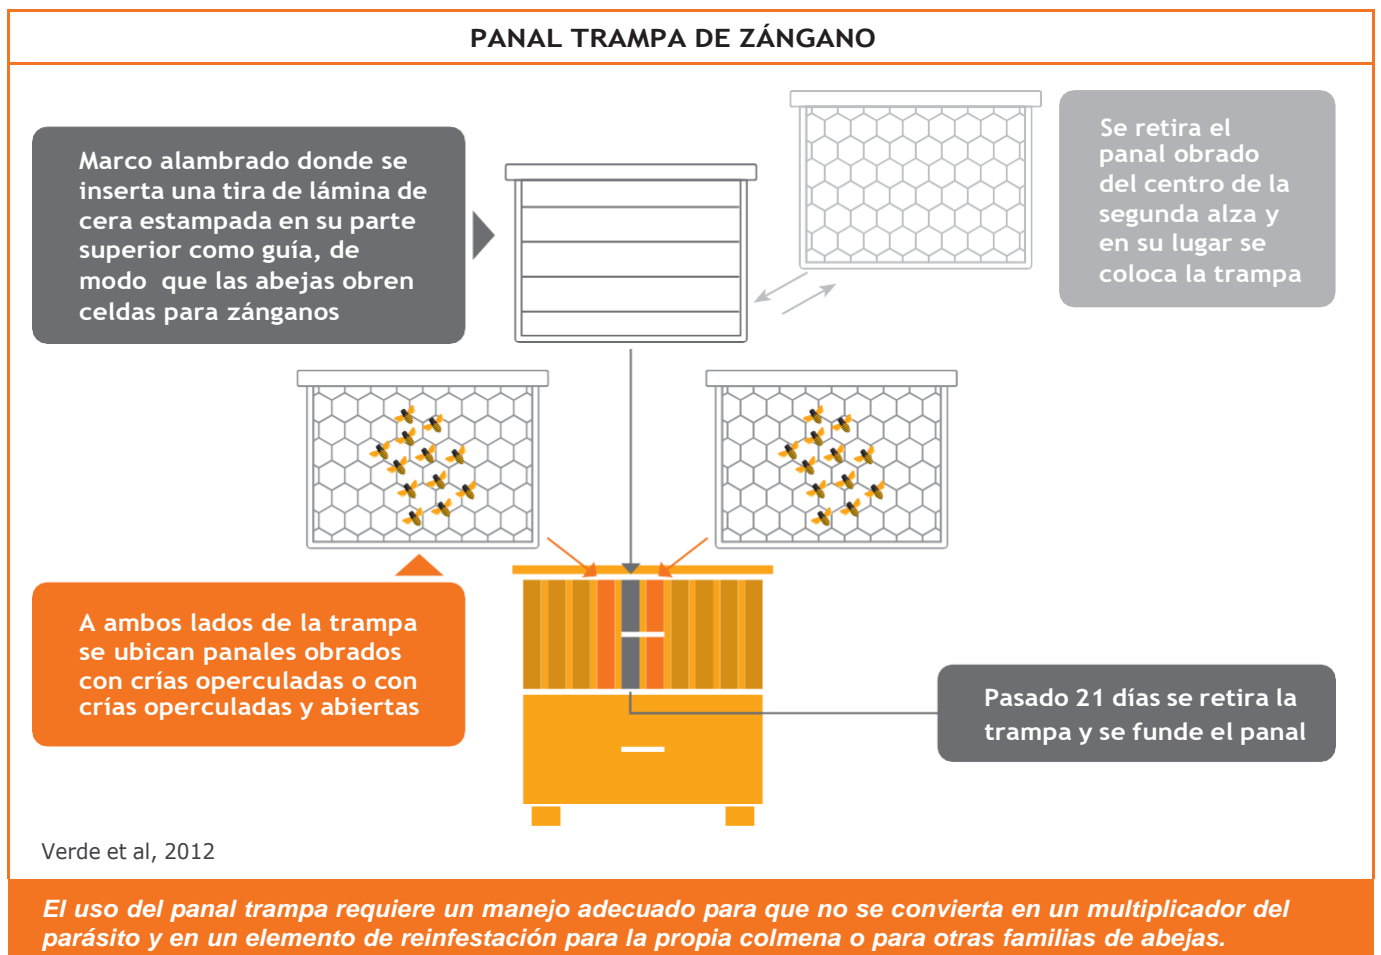 PANAL TRAMPA DE ZÁNGANO
Marco alambrado donde se
inserta una tira de lámina de
cera estampada en su parte
superior como guía, de
modo que las abejas obren
celdas para zánganos
Se retira el
panal obrado
del centro de la
segunda alza y
en su lugar se
coloca la trampa
A ambos lados de la trampa
se ubican panales obrados
con crías operculadas o con
crías operculadas y abiertas
Pasado 21 días se retira la
trampa y se funde el panal
Verde et al, 2012
El uso del panal trampa requiere un manejo adecuado para que no se convierta en un multiplicador del
parásito y en un elemento de reinfestación para la propia colmena o para otras familias de abejas.